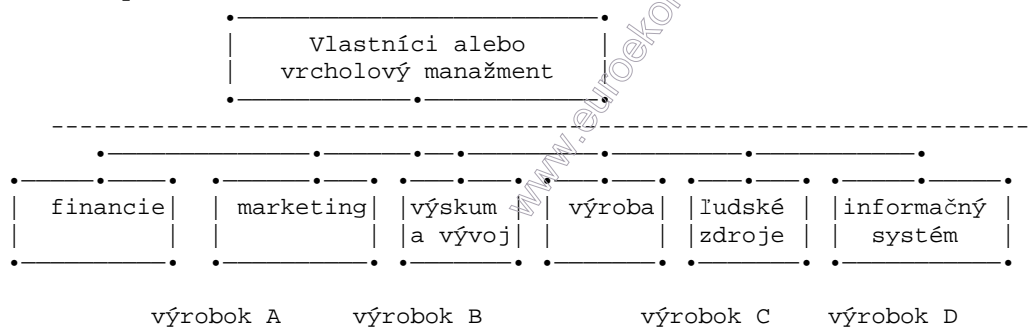 Vlastníci alebo
vrcholový manažment
financie marketing výskum výroba ľudské informačný
a vývoj zdroje systém
výrobok A výrobok B výrobok C výrobok D